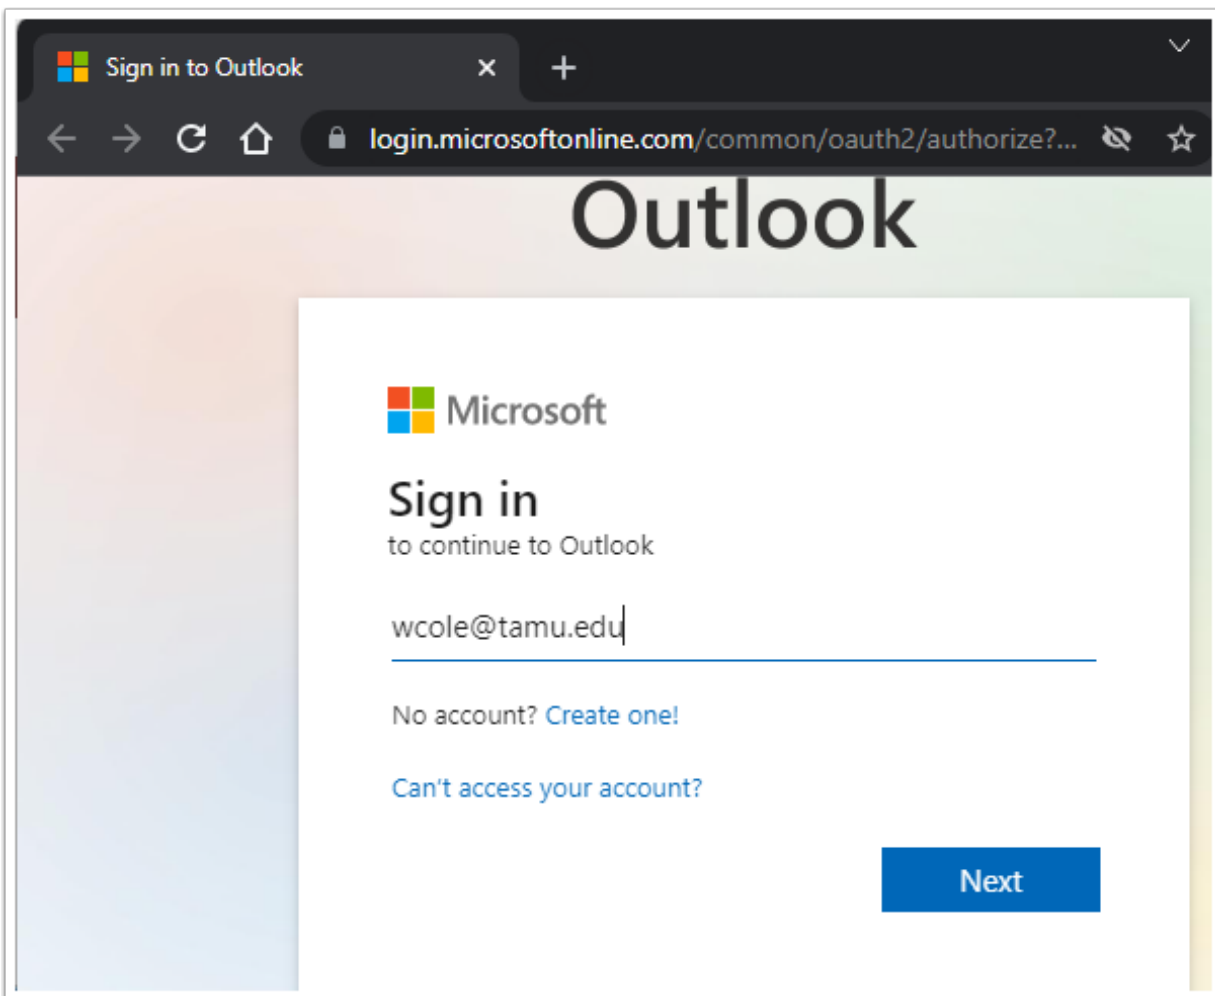 Sign in to Outlook
login.microsoftonline.com/common/oauth2/authorize?...
Outlook
Microsoft
Sign in
to continue to Outlook
wcole@tamu.edu
No account? Create one!
Can't access your account?
Next